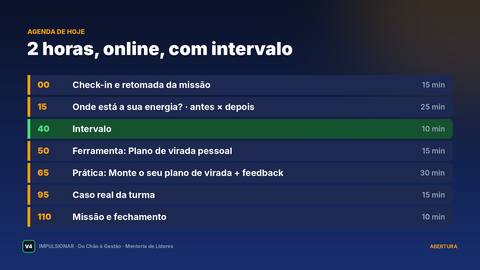 AGENDA DE HOJE
2 horas, online, com intervalo
00 Check-in e retomada da missão 15 min
15 Onde está a sua energia? · antes × depois 25 min
40 Intervalo 10 min
50 Ferramenta: Plano de virada pessoal 15 min
65 Prática: Monte o seu plano de virada + feedback 30 min
95 Caso real da turma 15 min
110 Missão e fechamento 10 min
V4 IMPULSIONAR · Do Chão à Gestão · Mentoria de Líderes ABERTURA